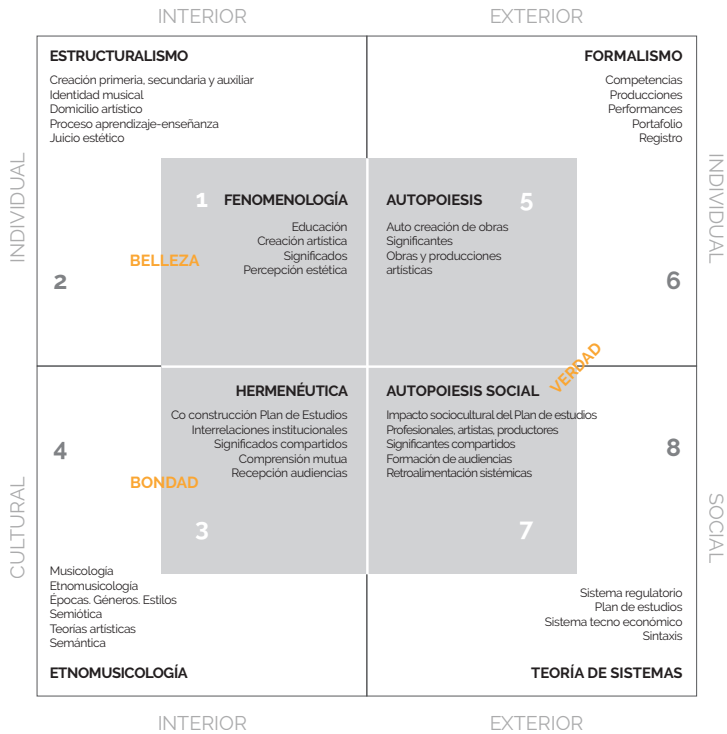 INTERIOR
EXTERIOR
INDIVIDUAL
INDIVIDUAL
ESTRUCTURALISMO
Creación primeria, secundaria y auxiliar
Identidad musical
Domicilio artístico
Proceso aprendizaje-enseñanza
Juicio estético
FORMALISMO
Competencias
Producciones
Performances
Portafolio
Registro
1
FENOMENOLOGÍA
Educación
Creación artística
Significados
Percepción estética
BELLEZA
2
AUTOPOIESIS
5
Auto creación de obras
Significantes
Obras y producciones
artísticas
6
VERDAD
HERMENÉUTICA
Co construcción Plan de Estudios
Interrelaciones institucionales
Significados compartidos
Comprensión mutua
Recepción audiencias
4
BONDAD
3
AUTOPOIESIS SOCIAL
Impacto sociocultural del Plan de estudios
Profesionales, artistas, productores
Significantes compartidos
Formación de audiencias
Retroalimentación sistémicas
8
7
CULTURAL
SOCIAL
Musicología
Etnomusicología
Épocas. Géneros. Estilos
Semiótica
Teorías artísticas
Semántica
ETNOMUSICOLOGÍA
Sistema regulatorio
Plan de estudios
Sistema tecno económico
Sintaxis
TEORÍA DE SISTEMAS
INTERIOR
EXTERIOR